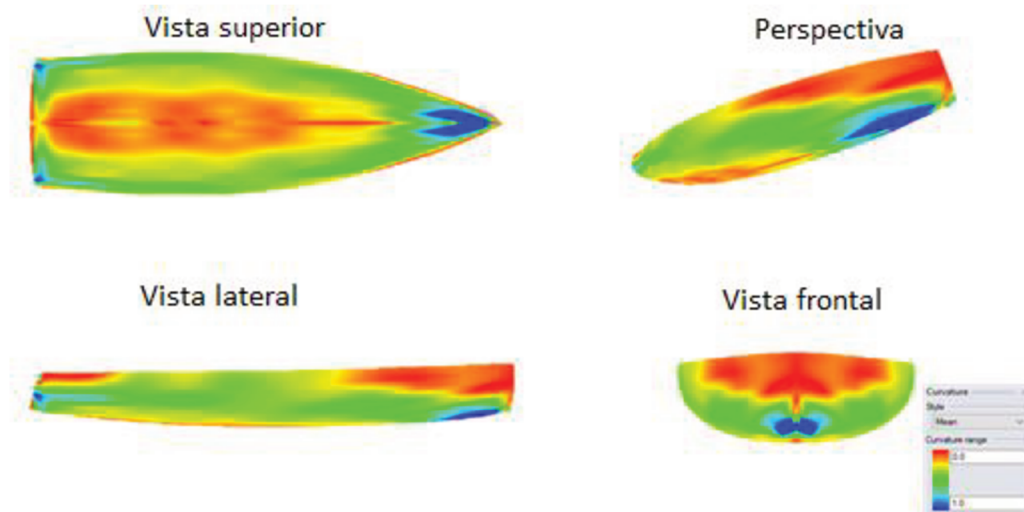 Vista superior
Perspectiva
Vista lateral
Vista frontal
Curvature
Style
Mean
Curvature range
0.0
1.0